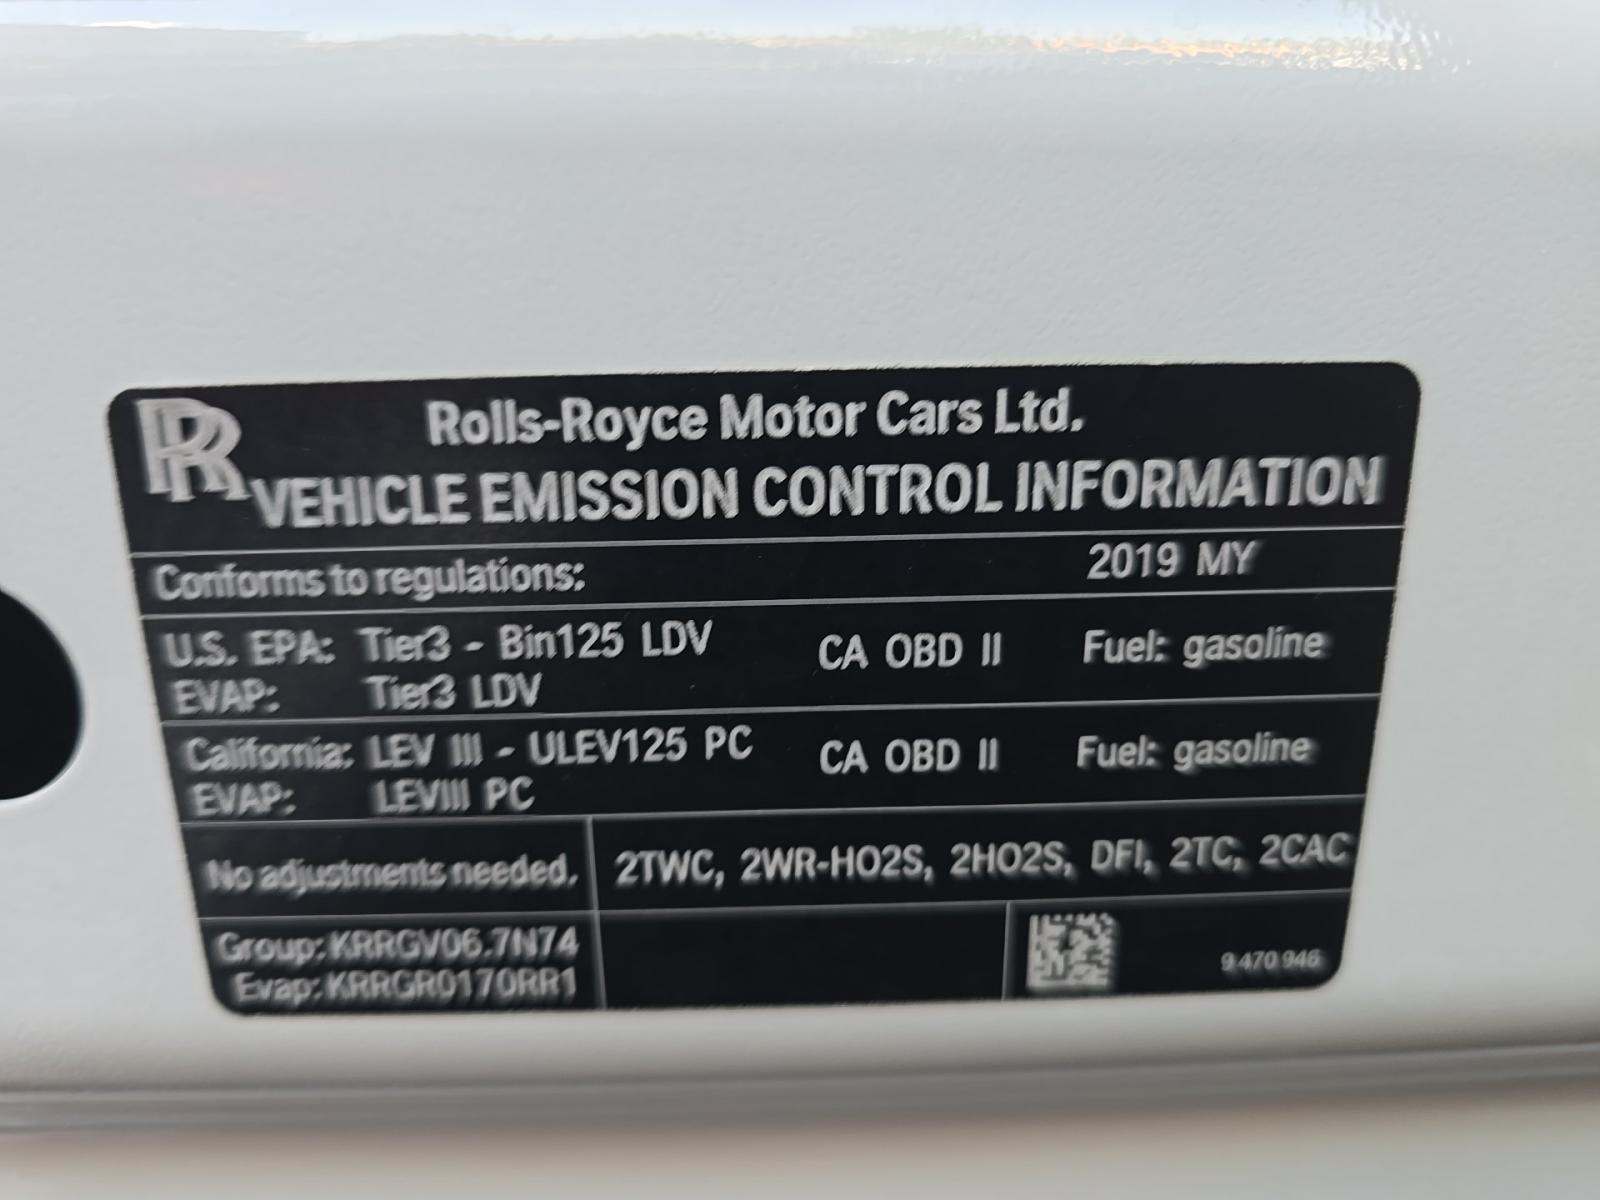 RR
Rolls-Royce Motor Cars Ltd.
VEHICLE EMISSION CONTROL INFORMATION
Conforms to regulations: 2019 MY
U.S. EPA: Tier3 - Bin125 LDV CA OBD II Fuel: gasoline
EVAP: Tier3 LDV
California: LEV III - ULEV125 PC CA OBD II Fuel: gasoline
EVAP: LEVIII PC
No adjustments needed. 2TWC, 2WR-HO2S, 2HO2S, DFI, 2TC, 2CAC
Group: KRRGV06.7N74
Evap: KRRGR0170RR1
9 470 946